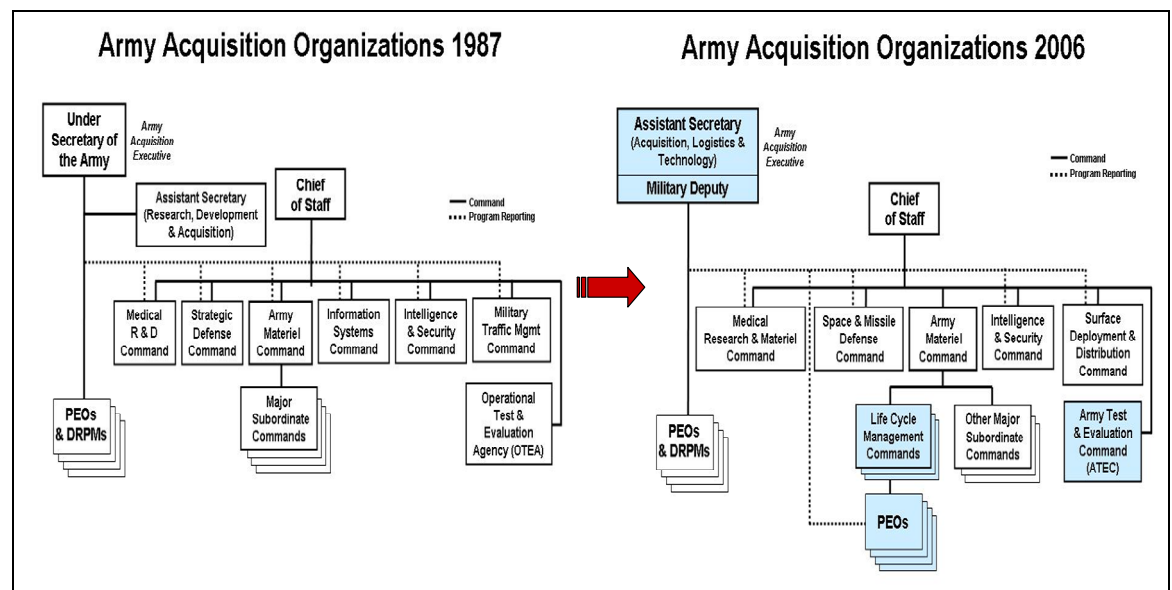 Army Acquisition Organizations 1987
Under
Secretary of
the Army
Army
Acquisition
Executive
Assistant Secretary
(Research, Development
& Acquisition)
Chief
of Staff
Command
Program Reporting
Medical
R & D
Command
Strategic
Defense
Command
Army
Materiel
Command
Information
Systems
Command
Intelligence
& Security
Command
Military
Traffic Mgmt
Command
PEOs
& DRPMs
Major
Subordinate
Commands
Operational
Test &
Evaluation
Agency (OTEA)
Army Acquisition Organizations 2006
Assistant Secretary
(Acquisition, Logistics &
Technology)
Military Deputy
Army
Acquisition
Executive
Command
Program Reporting
Chief
of Staff
Medical
Research & Materiel
Command
Space & Missile
Defense
Command
Army
Materiel
Command
Intelligence
& Security
Command
Surface
Deployment &
Distribution
Command
PEOs
& DRPMs
Life Cycle
Management
Commands
Other Major
Subordinate
Commands
Army Test
& Evaluation
Command
(ATEC)
PEOs